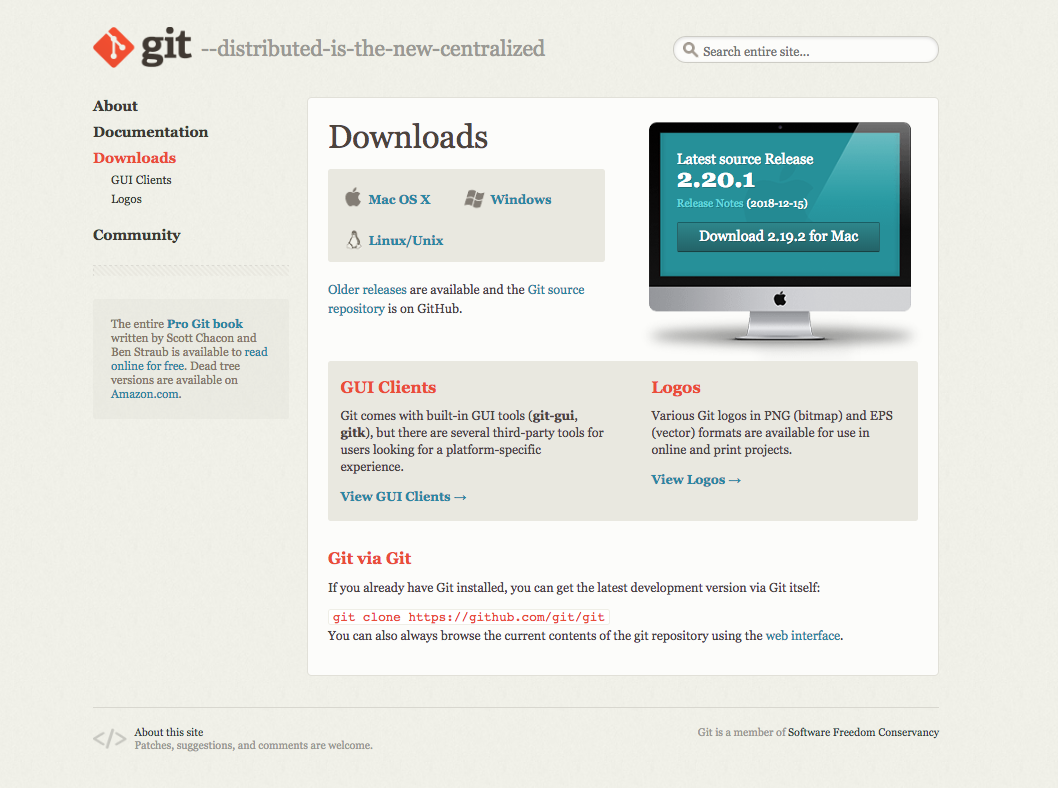 git --distributed-is-the-new-centralized
Search entire site...
About
Documentation
Downloads
GUI Clients
Logos
Community
The entire Pro Git book
written by Scott Chacon and
Ben Straub is available to read
online for free. Dead tree
versions are available on
Amazon.com.
Downloads
Mac OS X Windows
Linux/Unix
Older releases are available and the Git source
repository is on GitHub.
Latest source Release
2.20.1
Release Notes (2018-12-15)
Download 2.19.2 for Mac
GUI Clients
Git comes with built-in GUI tools (git-gui,
gitk), but there are several third-party tools for
users looking for a platform-specific
experience.
View GUI Clients →
Logos
Various Git logos in PNG (bitmap) and EPS
(vector) formats are available for use in
online and print projects.
View Logos →
Git via Git
If you already have Git installed, you can get the latest development version via Git itself:
git clone https://github.com/git/git
You can also always browse the current contents of the git repository using the web interface.
</> About this site
Patches, suggestions, and comments are welcome.
Git is a member of Software Freedom Conservancy